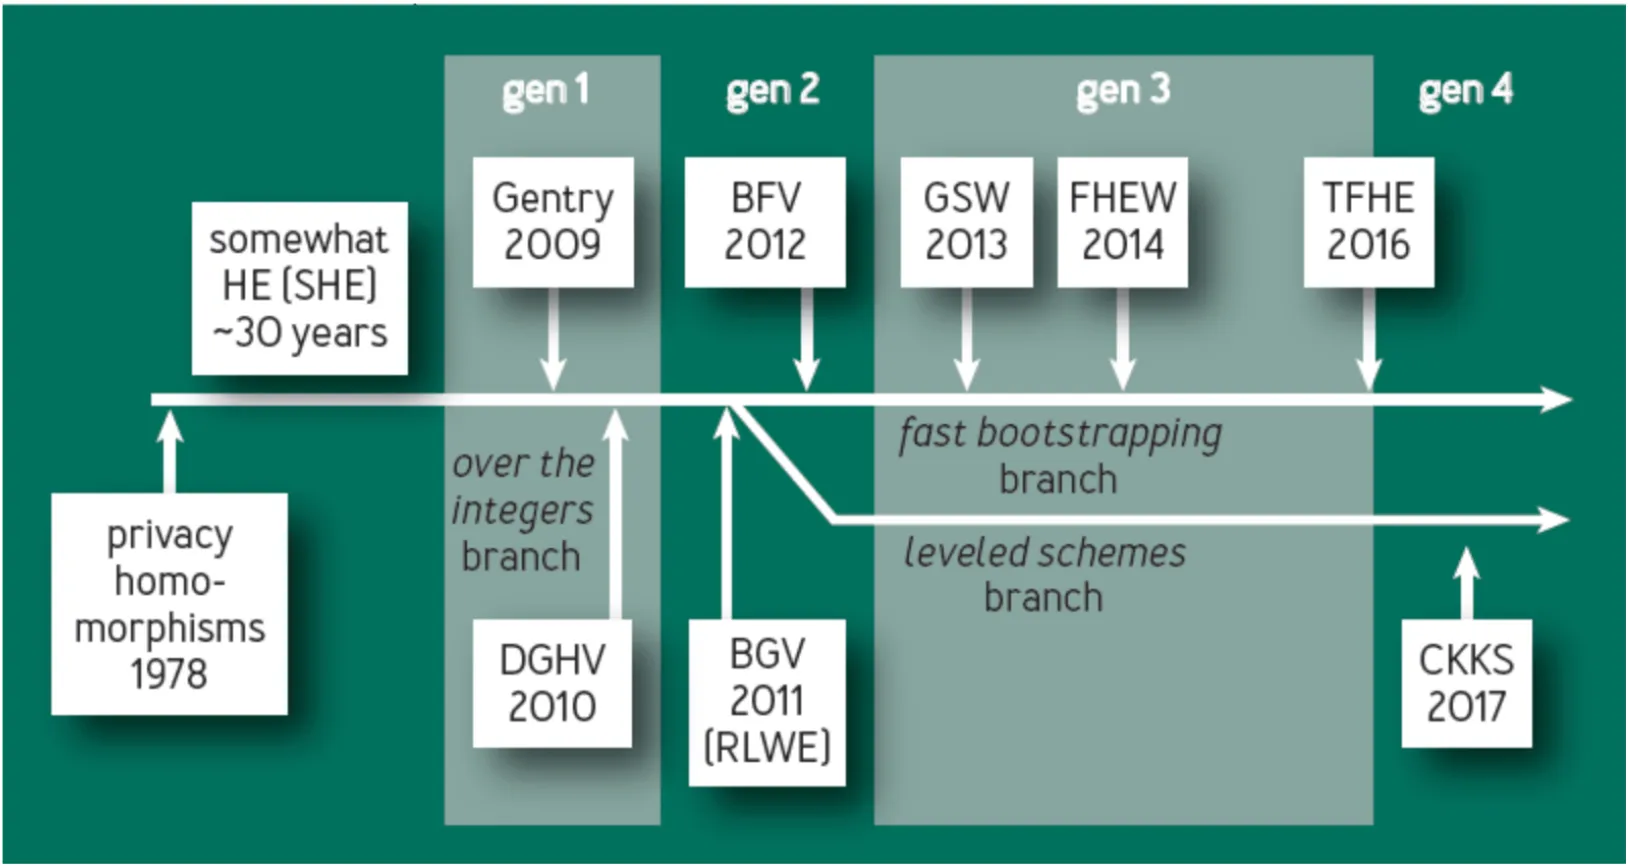 gen 1
gen 2
gen 3
gen 4
somewhat
HE (SHE)
~30 years
Gentry
2009
BFV
2012
GSW
2013
FHEW
2014
TFHE
2016
privacy
homo-
morphisms
1978
over the
integers
branch
fast bootstrapping
branch
leveled schemes
branch
DGHV
2010
BGV
2011
(RLWE)
CKKS
2017